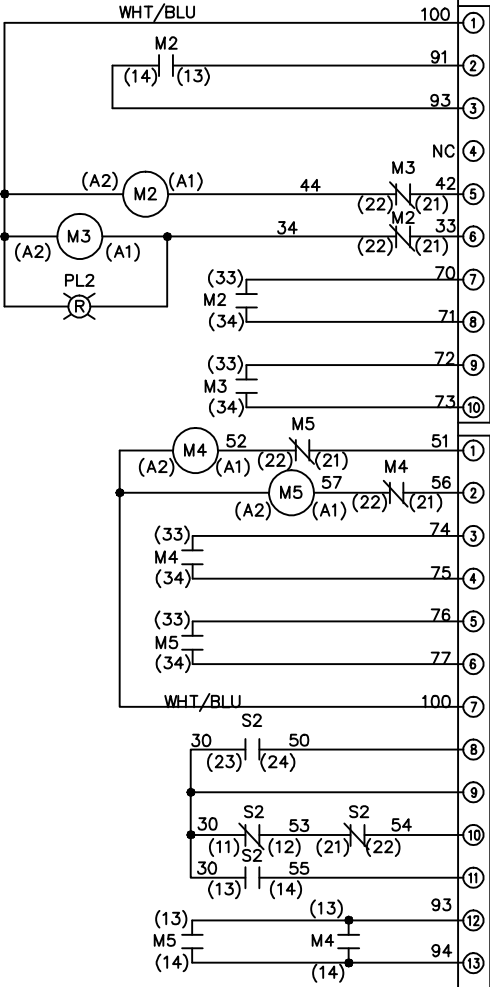 WHT/BLU 100 1
M2 91 2
(14) (13)
93 3
NC 4
(A2) M2 (A1) 44 M3 42 5
(22) (21)
(A2) M3 (A1) 34 M2 33 6
(22) (21)
PL2
R
(33) 70 7
M2
(34) 71 8
(33) 72 9
M3
(34) 73 10
M4 52 M5 51 1
(A2) (A1) (22) (21)
M5 57 M4 56 2
(A2) (A1) (22) (21)
(33) 74 3
M4
(34) 75 4
(33) 76 5
M5
(34) 77 6
WHT/BLU 100 7
S2
30 50 8
(23) (24)
9
S2 S2
30 53 54 10
(11) (12) (21) (22)
S2
30 55 11
(13) (14)
(13) (13) 93 12
M5 M4
(14) (14) 94 13